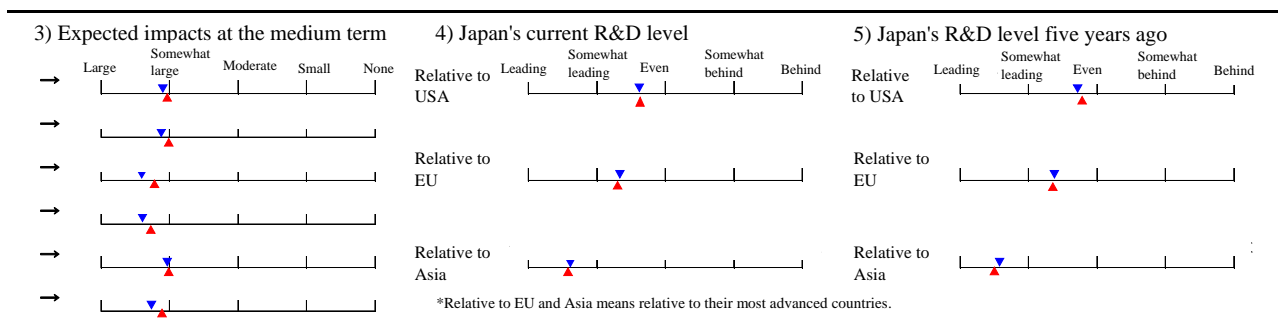 3) Expected impacts at the medium term
Large
Somewhat
large
Moderate
Small
None
→
→
→
→
→
→
4) Japan's current R&D level
Leading
Somewhat
leading
Even
Somewhat
behind
Behind
Relative to
USA
Relative to
EU
Relative to
Asia
*Relative to EU and Asia means relative to their most advanced countries.
5) Japan's R&D level five years ago
Leading
Somewhat
leading
Even
Somewhat
behind
Behind
Relative
to USA
Relative to
EU
Relative to
Asia